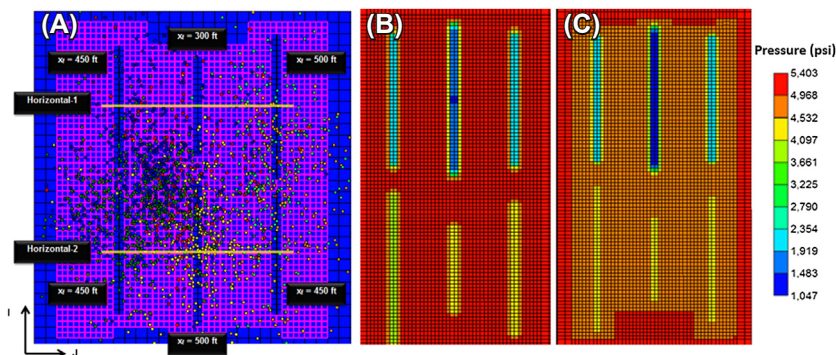 (A)
(B)
(C)
xf = 300 ft
xf = 450 ft
xf = 500 ft
Horizontal-1
Horizontal-2
xf = 450 ft
xf = 450 ft
xf = 500 ft
I
J
Pressure (psi)
5,403
4,968
4,532
4,097
3,661
3,225
2,790
2,354
1,919
1,483
1,047